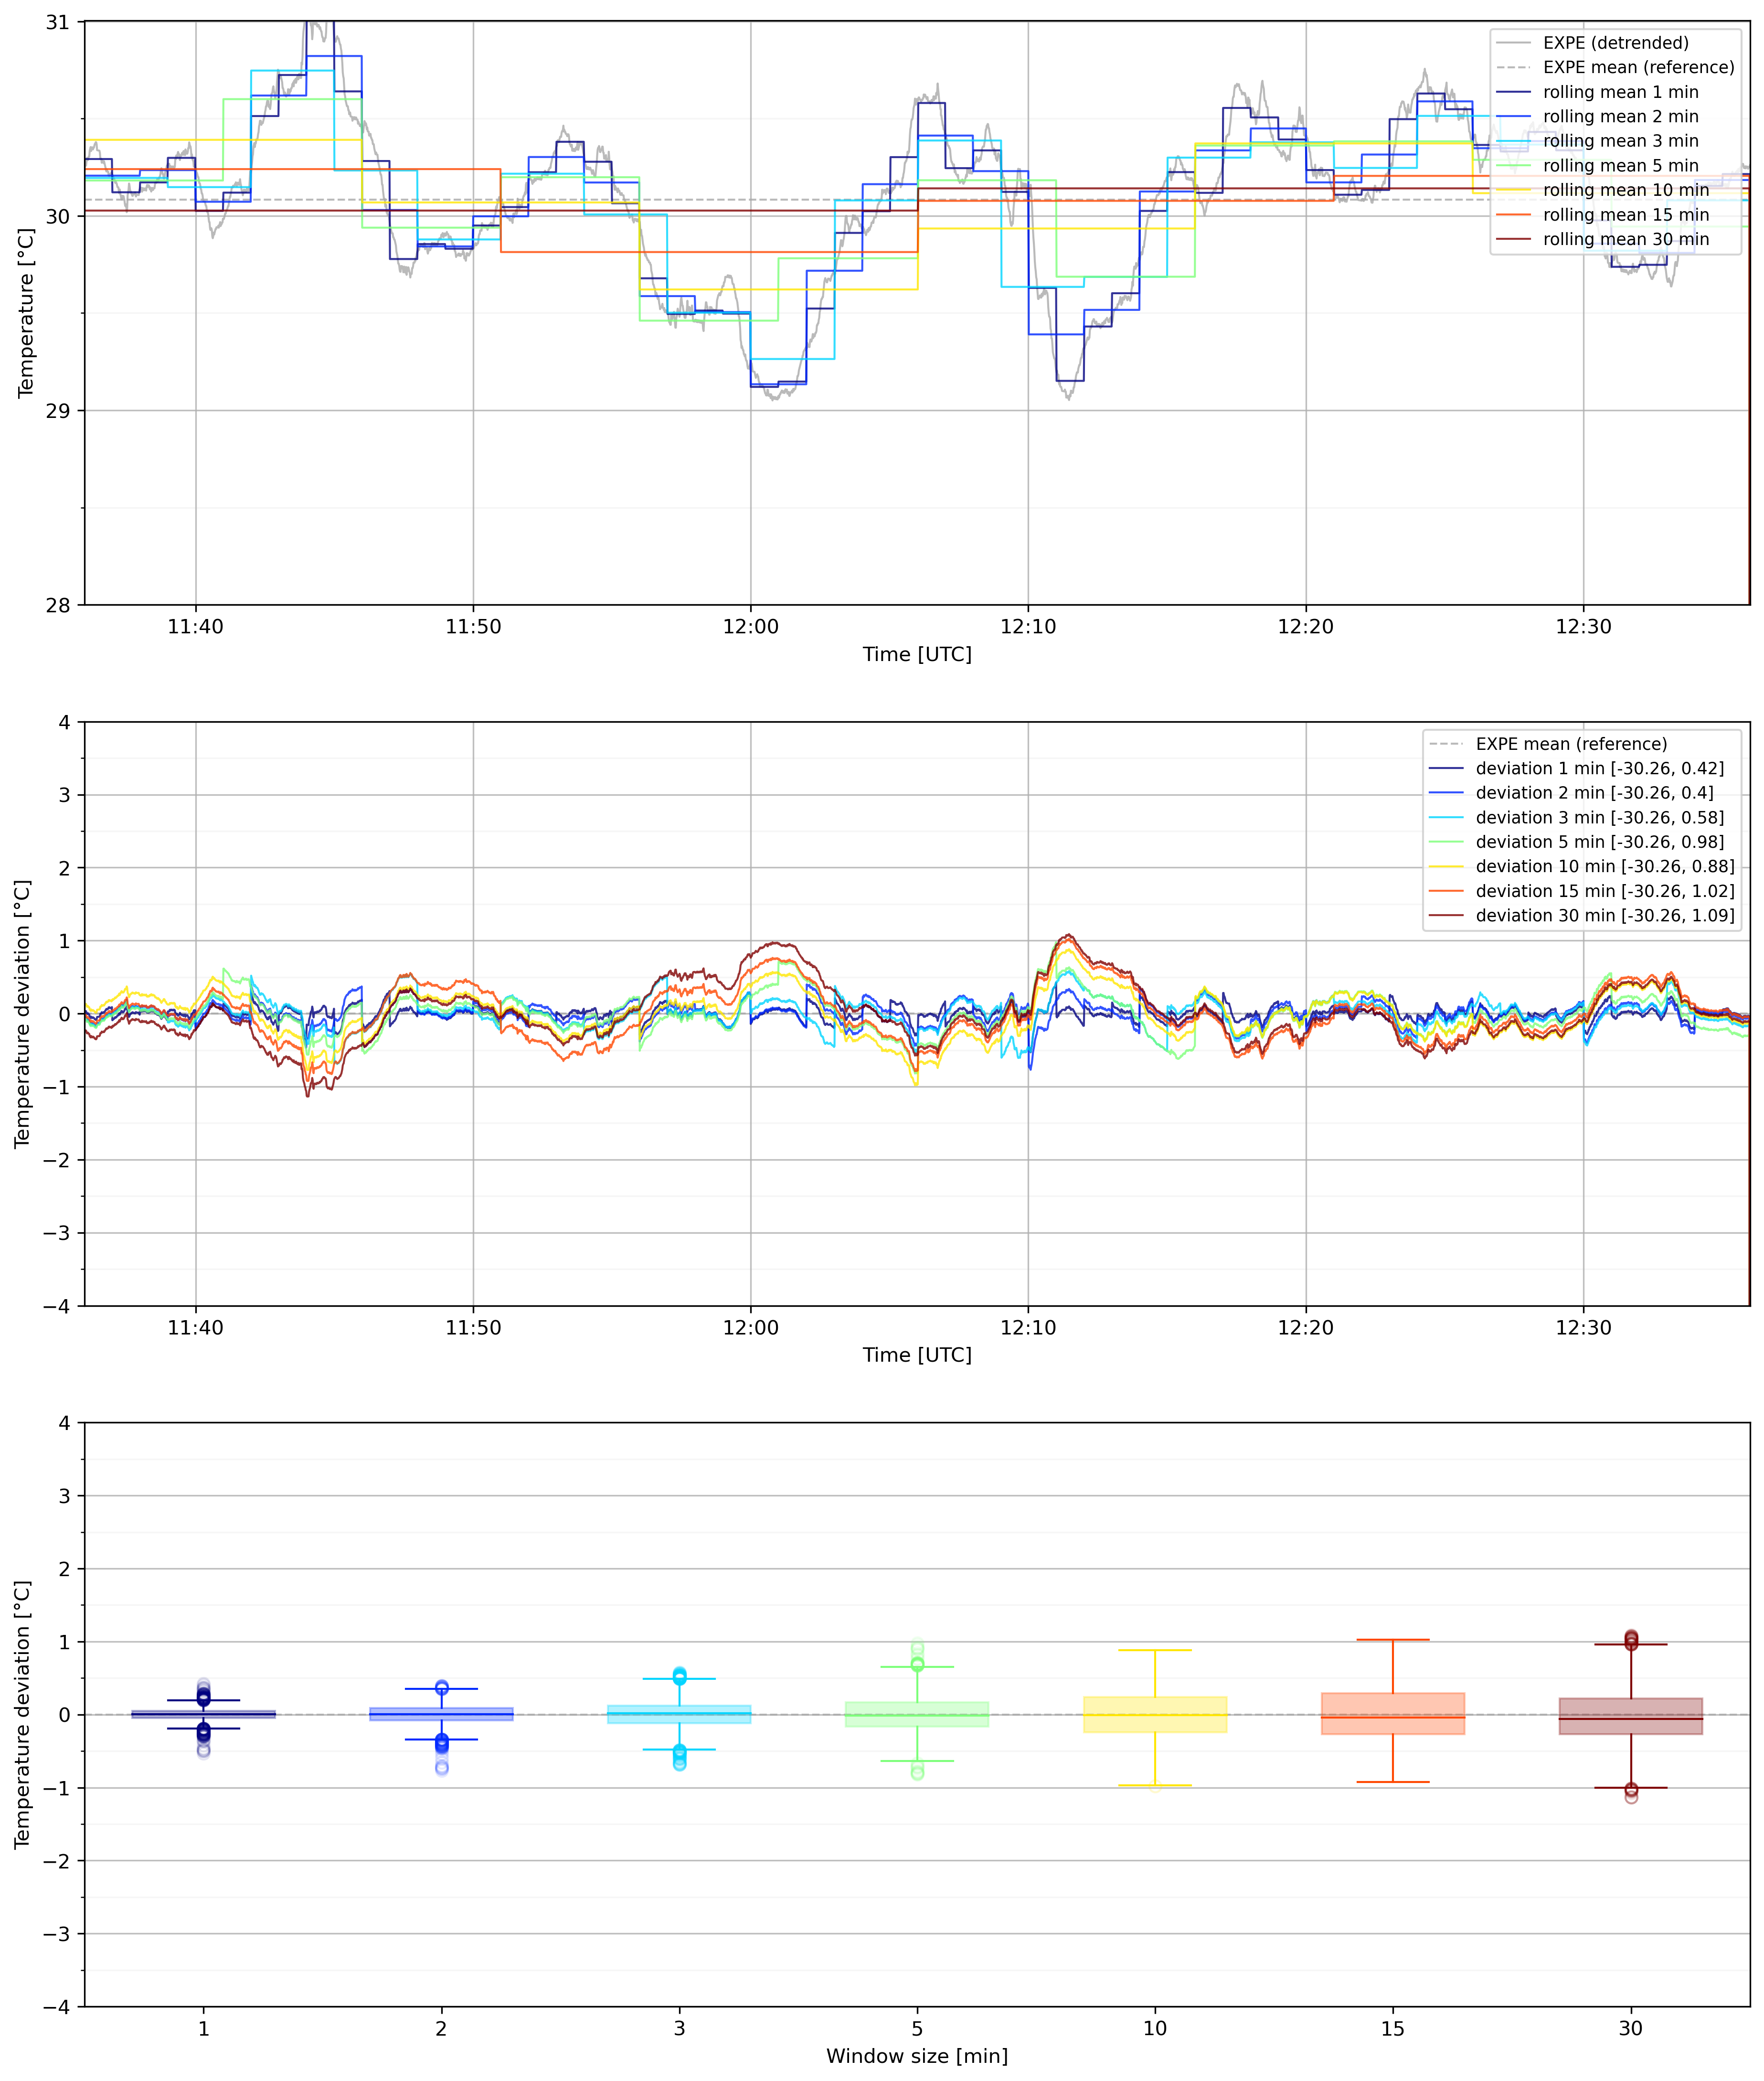 31
30
29
28
Temperature [°C]
EXPE (detrended)
EXPE mean (reference)
rolling mean 1 min
rolling mean 2 min
rolling mean 3 min
rolling mean 5 min
rolling mean 10 min
rolling mean 15 min
rolling mean 30 min
11:40 11:50 12:00 12:10 12:20 12:30
Time [UTC]
4
3
2
1
0
−1
−2
−3
−4
Temperature deviation [°C]
EXPE mean (reference)
deviation 1 min [-30.26, 0.42]
deviation 2 min [-30.26, 0.4]
deviation 3 min [-30.26, 0.58]
deviation 5 min [-30.26, 0.98]
deviation 10 min [-30.26, 0.88]
deviation 15 min [-30.26, 1.02]
deviation 30 min [-30.26, 1.09]
11:40 11:50 12:00 12:10 12:20 12:30
Time [UTC]
4
3
2
1
0
−1
−2
−3
−4
Temperature deviation [°C]
1 2 3 5 10 15 30
Window size [min]